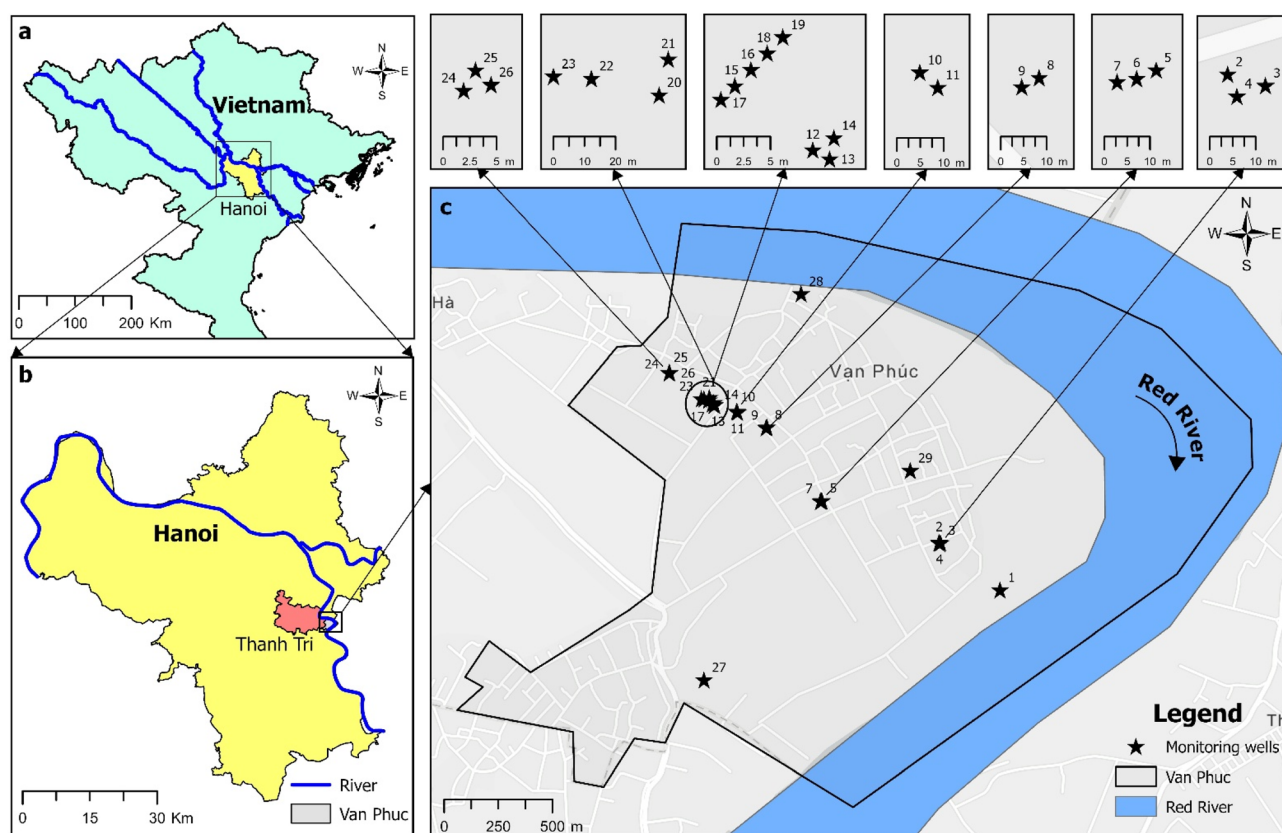 a
N
W E
S
Vietnam
Hanoi
0 100 200 Km
b
N
W E
S
Hanoi
Thanh Tri
River
Van Phuc
0 15 30 Km
25
24 26
0 2.5 5 m
21
23 22
20
0 10 20 m
19
18
16
15
17
14
12
13
0 2.5 5 m
10
11
0 5 10 m
8
9
0 5 10 m
5
6
7
0 5 10 m
2
3
4
0 5 10 m
c
N
W E
S
Hà
28
25
24
26
23 21
14 10
17 13
11
9 8
Vạn Phúc
Red River
29
7 5
2 3
4
1
27
Legend
Monitoring wells
Van Phuc
Red River
Th
0 250 500 m